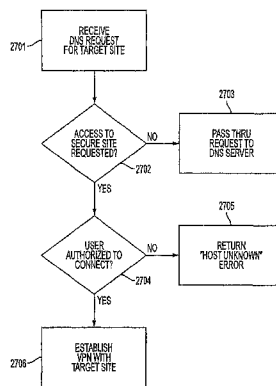 2701
RECEIVE
DNS REQUEST
FOR TARGET SITE
2703
ACCESS TO
SECURE SITE
REQUESTED?
NO
PASS THRU
REQUEST TO
DNS SERVER
2702
YES
2705
USER
AUTHORIZED TO
CONNECT?
NO
RETURN
"HOST UNKNOWN"
ERROR
2704
YES
2706
ESTABLISH
VPN WITH
TARGET SITE